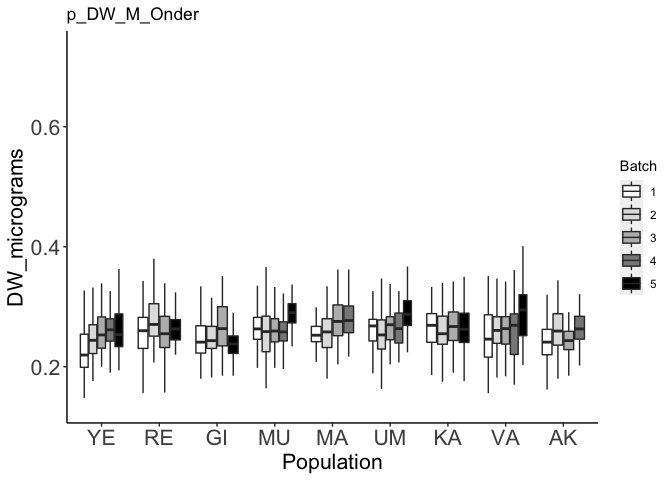 p_DW_M_Onder
DW_micrograms
0.6
0.4
0.2
YE RE GI MU MA UM KA VA AK
Population
Batch
1
2
3
4
5